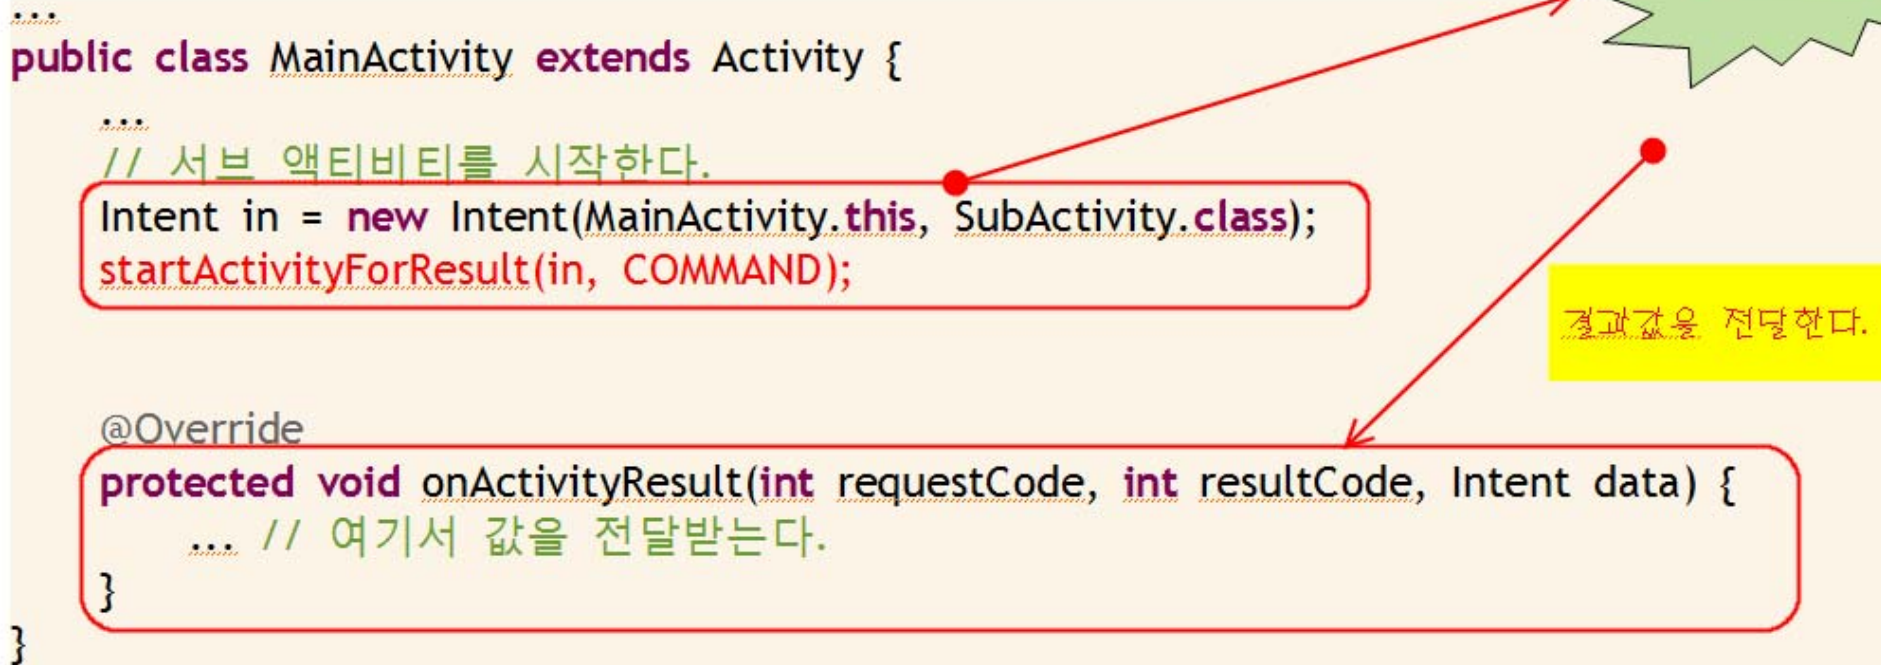 ...
public class MainActivity extends Activity {
...
// 서브 액티비티를 시작한다.
Intent in = new Intent(MainActivity.this, SubActivity.class);
startActivityForResult(in, COMMAND);
결과값을 전달한다.
@Override
protected void onActivityResult(int requestCode, int resultCode, Intent data) {
... // 여기서 값을 전달받는다.
}
}